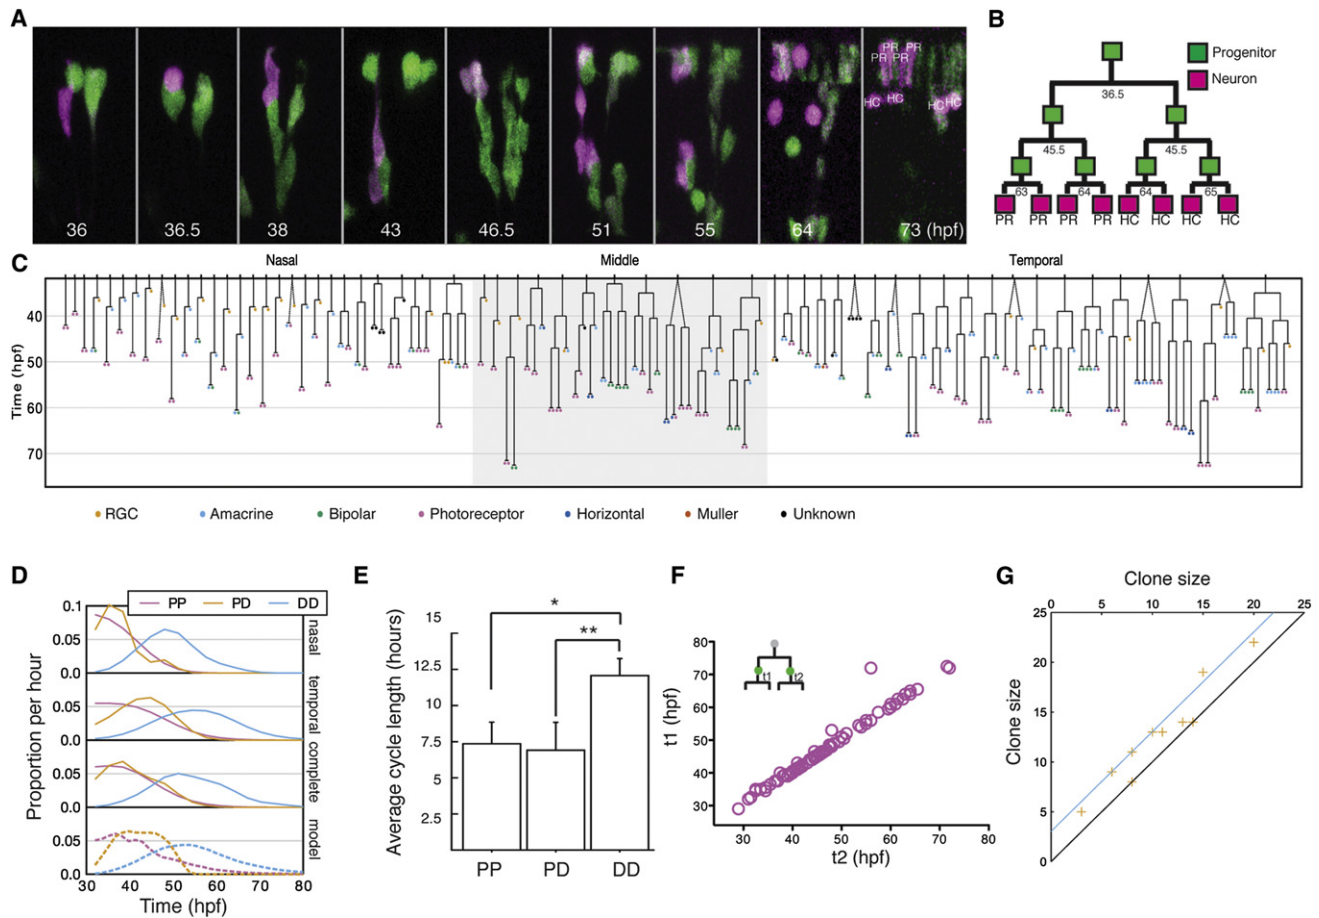 A
36
36.5
38
43
46.5
51
55
64
73 (hpf)
PR
PR
PR
PR
HC
HC
HC
HC
B
Progenitor
Neuron
36.5
45.5
45.5
63
64
64
65
PR
PR
PR
PR
HC
HC
HC
HC
C
Nasal
Middle
Temporal
Time (hpf)
40
50
60
70
RGC
Amacrine
Bipolar
Photoreceptor
Horizontal
Muller
Unknown
D
PP
PD
DD
Proportion per hour
0.1
0.05
0.0
0.05
0.0
0.05
0.0
0.05
0.0
nasal
temporal
complete
model
30
40
50
60
70
80
Time (hpf)
E
Average cycle length (hours)
15
12.5
10
7.5
5
2.5
*
**
PP
PD
DD
F
t1 (hpf)
80
70
60
50
40
30
t1
t2
30
40
50
60
70
80
t2 (hpf)
G
Clone size
0
5
10
15
20
25
Clone size
25
20
15
10
5
0